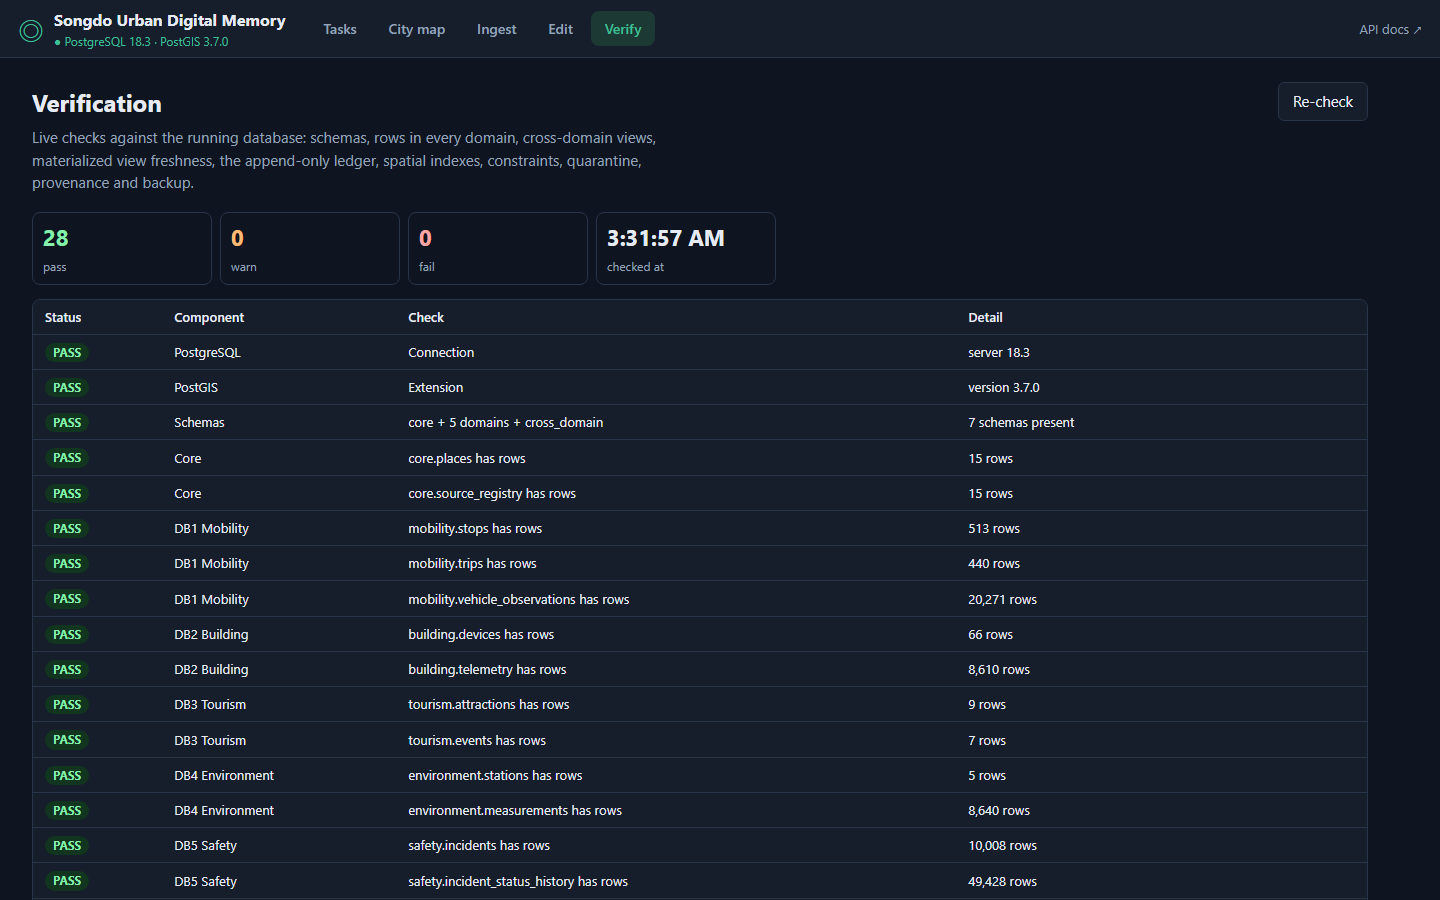 Songdo Urban Digital Memory
● PostgreSQL 18.3 · PostGIS 3.7.0
Tasks City map Ingest Edit Verify
API docs ↗
Verification
Re-check
Live checks against the running database: schemas, rows in every domain, cross-domain views,
materialized view freshness, the append-only ledger, spatial indexes, constraints, quarantine,
provenance and backup.
28 0 0 3:31:57 AM
pass warn fail checked at
Status Component Check Detail
PASS PostgreSQL Connection server 18.3
PASS PostGIS Extension version 3.7.0
PASS Schemas core + 5 domains + cross_domain 7 schemas present
PASS Core core.places has rows 15 rows
PASS Core core.source_registry has rows 15 rows
PASS DB1 Mobility mobility.stops has rows 513 rows
PASS DB1 Mobility mobility.trips has rows 440 rows
PASS DB1 Mobility mobility.vehicle_observations has rows 20,271 rows
PASS DB2 Building building.devices has rows 66 rows
PASS DB2 Building building.telemetry has rows 8,610 rows
PASS DB3 Tourism tourism.attractions has rows 9 rows
PASS DB3 Tourism tourism.events has rows 7 rows
PASS DB4 Environment environment.stations has rows 5 rows
PASS DB4 Environment environment.measurements has rows 8,640 rows
PASS DB5 Safety safety.incidents has rows 10,008 rows
PASS DB5 Safety safety.incident_status_history has rows 49,428 rows